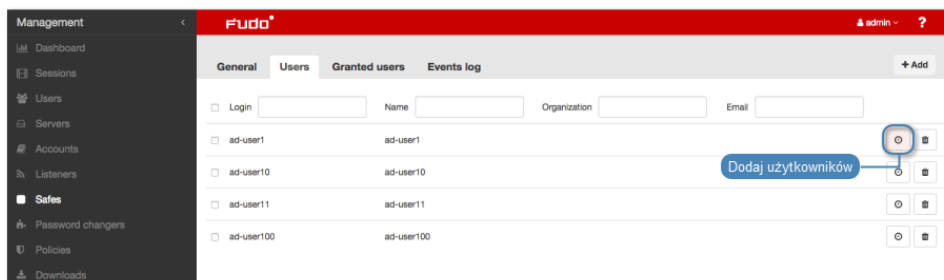 Management
FUDO
admin
?
Dashboard
Sessions
Users
Servers
Accounts
Listeners
Safes
Password changers
Policies
Downloads
General Users Granted users Events log
+ Add
Login Name Organization Email
ad-user1 ad-user1
Dodaj użytkowników
ad-user10 ad-user10
ad-user11 ad-user11
ad-user100 ad-user100